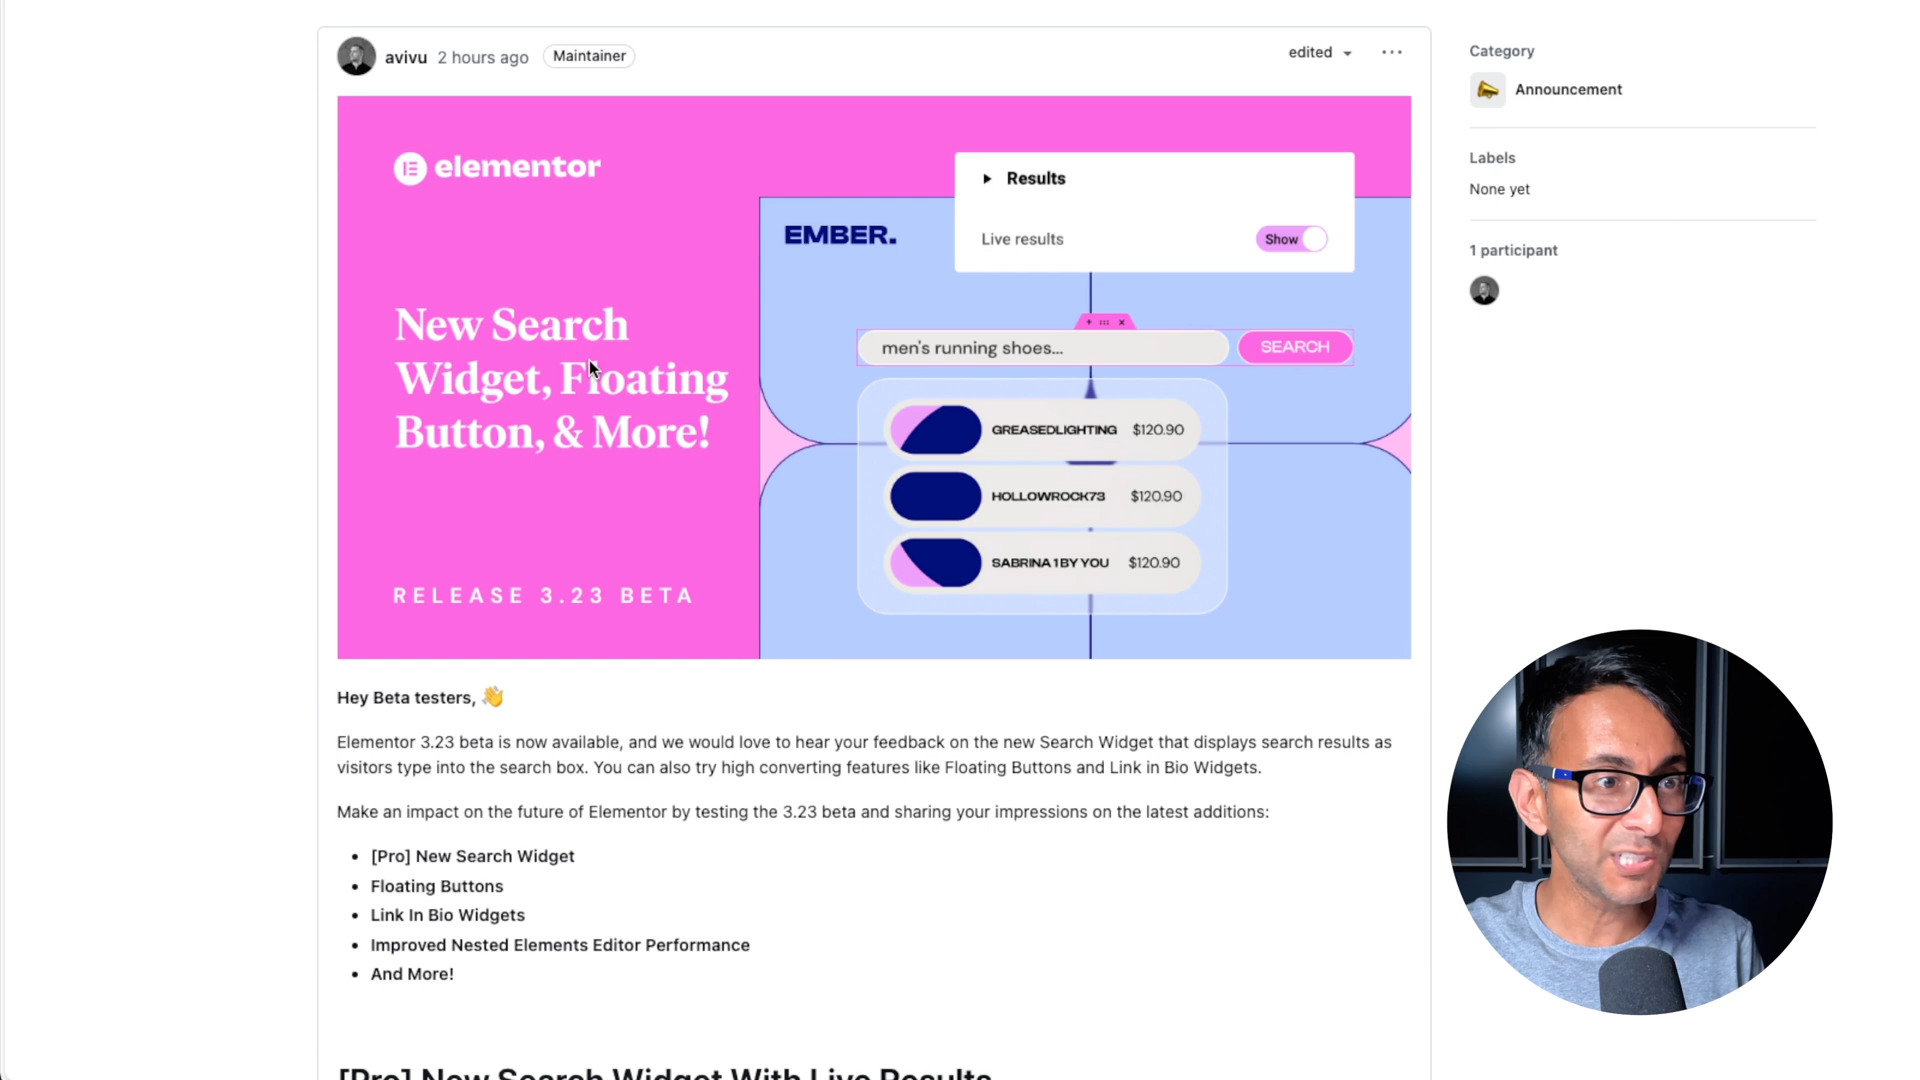 avivu 2 hours ago Maintainer
edited
elementor
New Search
Widget, Floating
Button, & More!
RELEASE 3.23 BETA
EMBER.
Results
Live results Show
men's running shoes... SEARCH
GREASEDLIGHTING $120.90
HOLLOWROCK73 $120.90
SABRINA 1 BY YOU $120.90
Hey Beta testers, 👋
Elementor 3.23 beta is now available, and we would love to hear your feedback on the new Search Widget that displays search results as
visitors type into the search box. You can also try high converting features like Floating Buttons and Link in Bio Widgets.
Make an impact on the future of Elementor by testing the 3.23 beta and sharing your impressions on the latest additions:
• [Pro] New Search Widget
• Floating Buttons
• Link In Bio Widgets
• Improved Nested Elements Editor Performance
• And More!
[Pro] New Search Widget With Live Results
Category
Announcement
Labels
None yet
1 participant